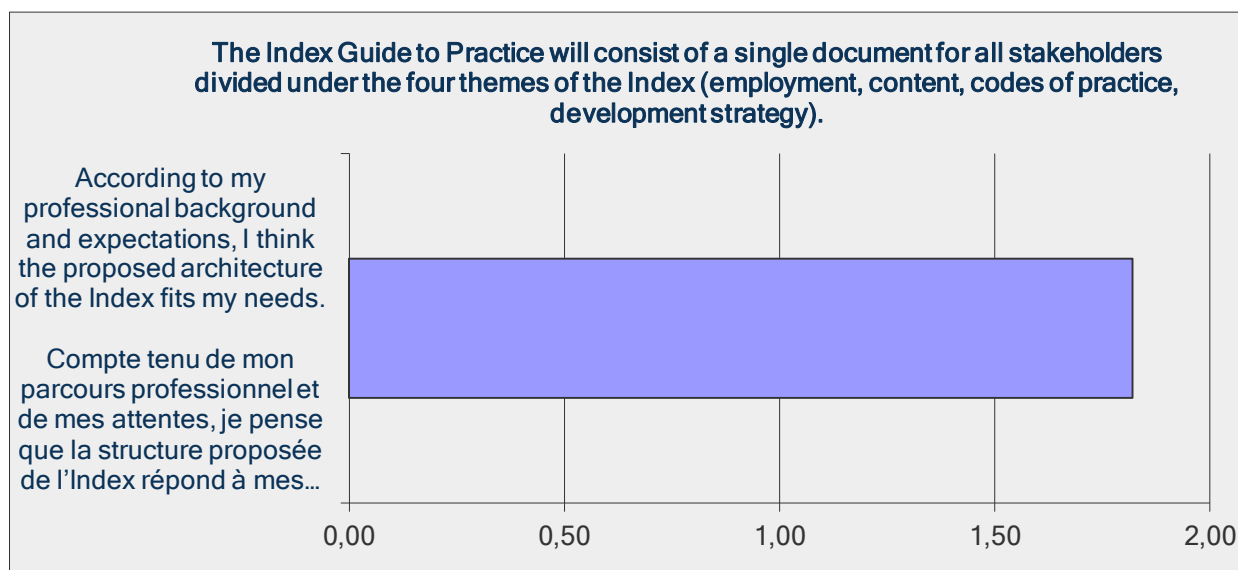 The Index Guide to Practice will consist of a single document for all stakeholders
divided under the four themes of the Index (employment, content, codes of practice,
development strategy).
According to my
professional background
and expectations, I think
the proposed architecture
of the Index fits my needs.
Compte tenu de mon
parcours professionnel et
de mes attentes, je pense
que la structure proposée
de l’Index répond à mes…
0,00 0,50 1,00 1,50 2,00